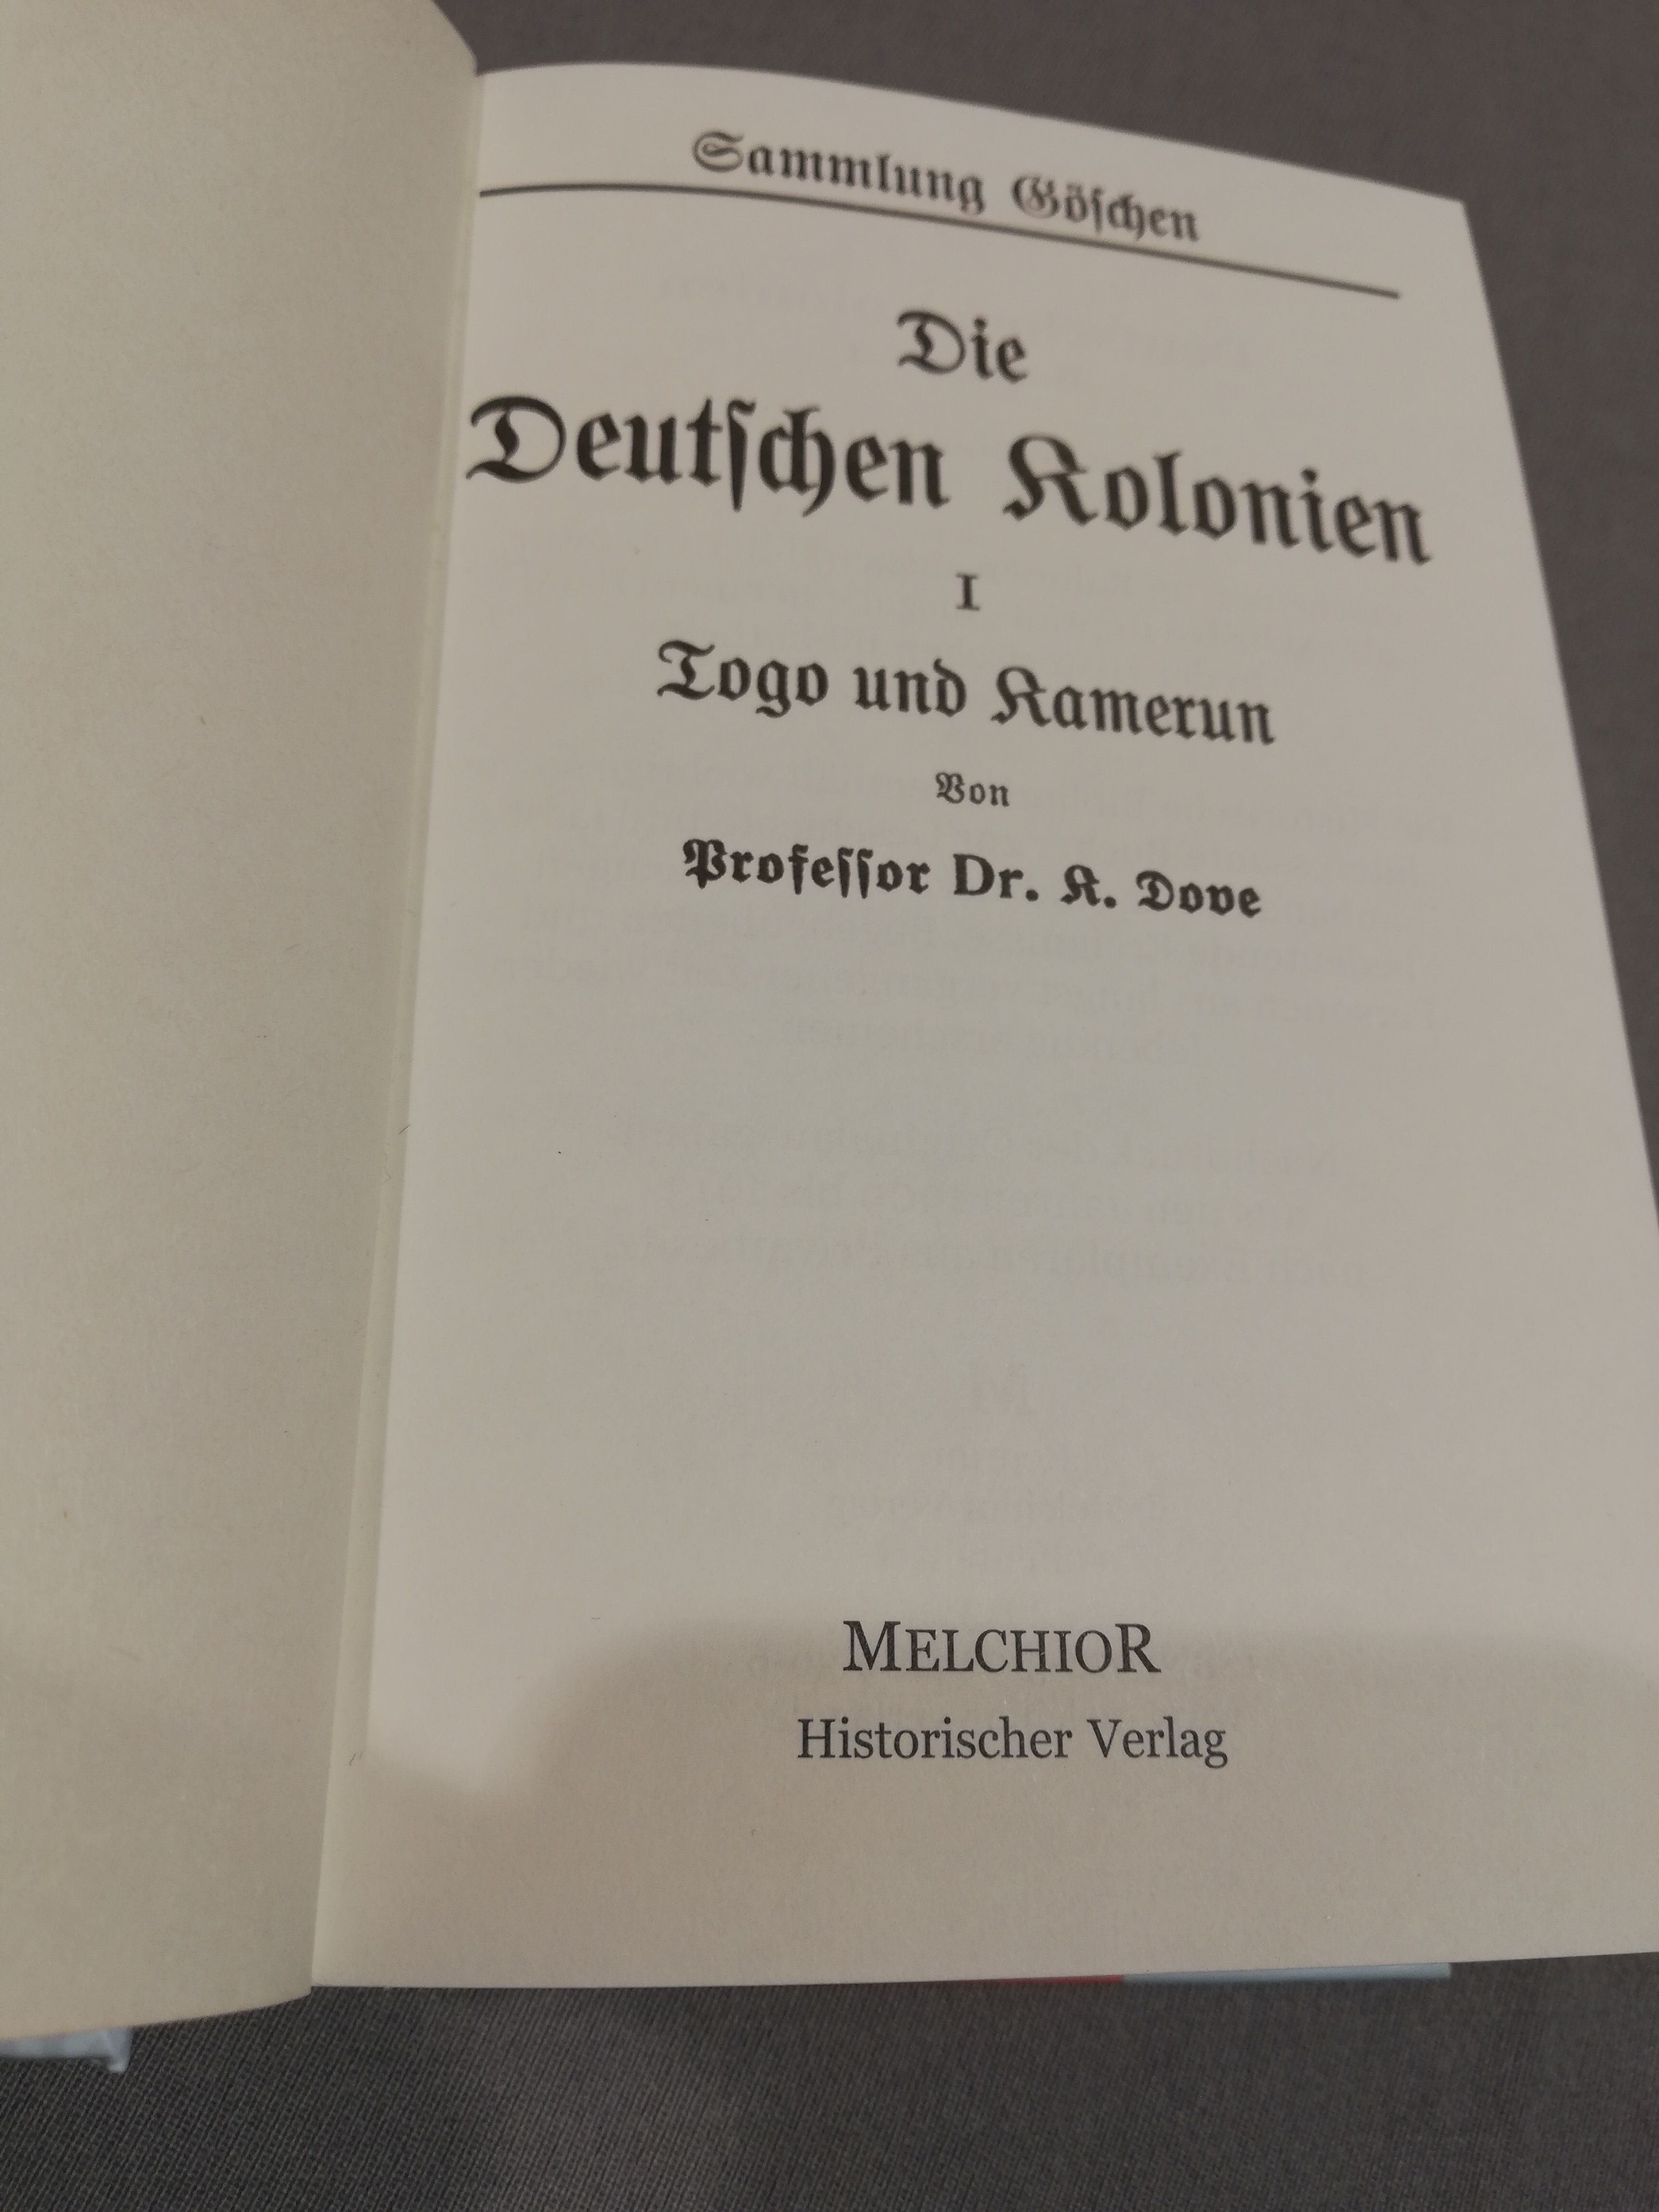 Sammlung Göſchen
Die
Deutſchen Kolonien
I
Togo und Kamerun
Von
Profeſſor Dr. K. Dove
MELCHIOR
Historischer Verlag